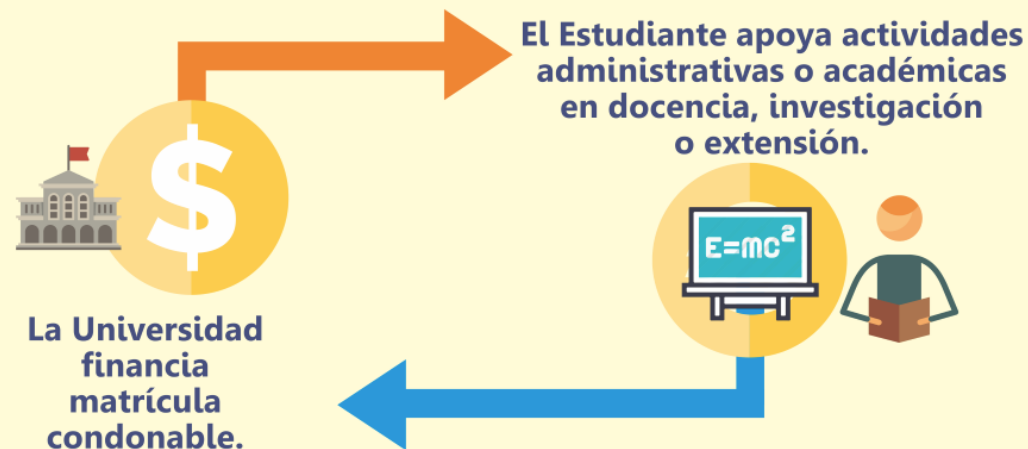 El Estudiante apoya actividades
administrativas o académicas
en docencia, investigación
o extensión.
$
E=mc²
La Universidad
financia
matrícula
condonable.